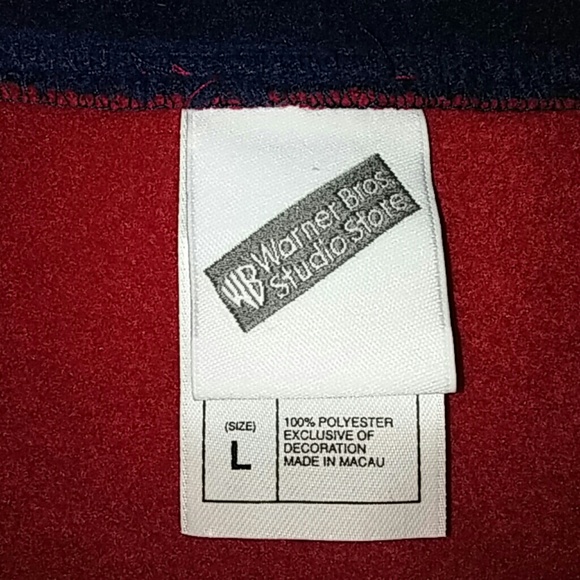 WB Warner Bros.
Studio Store
(SIZE)
L
100% POLYESTER
EXCLUSIVE OF
DECORATION
MADE IN MACAU